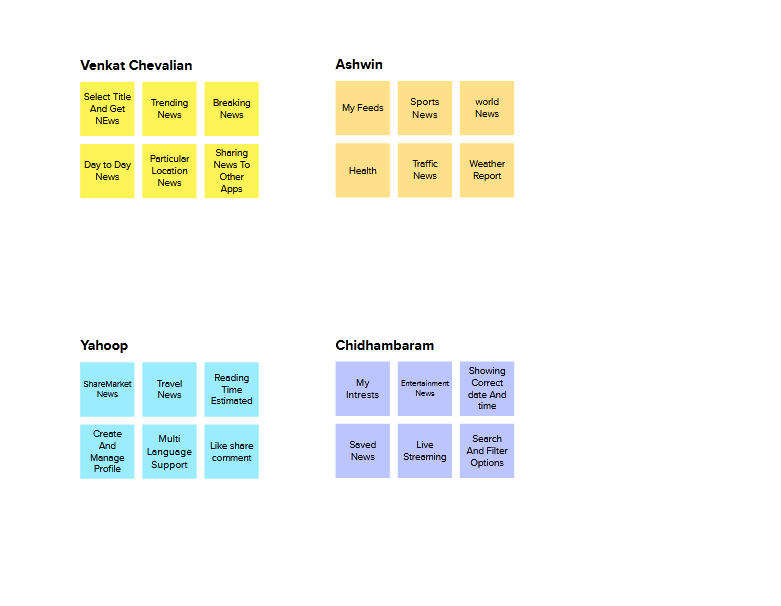 Venkat Chevalian
Select Title
And Get
NEws
Trending
News
Breaking
News
Day to Day
News
Particular
Location
News
Sharing
News To
Other
Apps
Ashwin
My Feeds
Sports
News
world
News
Health
Traffic
News
Weather
Report
Yahoop
ShareMarket
News
Travel
News
Reading
Time
Estimated
Create
And
Manage
Profile
Multi
Language
Support
Like share
comment
Chidhambaram
My
Intrests
Entertainment
News
Showing
Correct
date And
time
Saved
News
Live
Streaming
Search
And Filter
Options